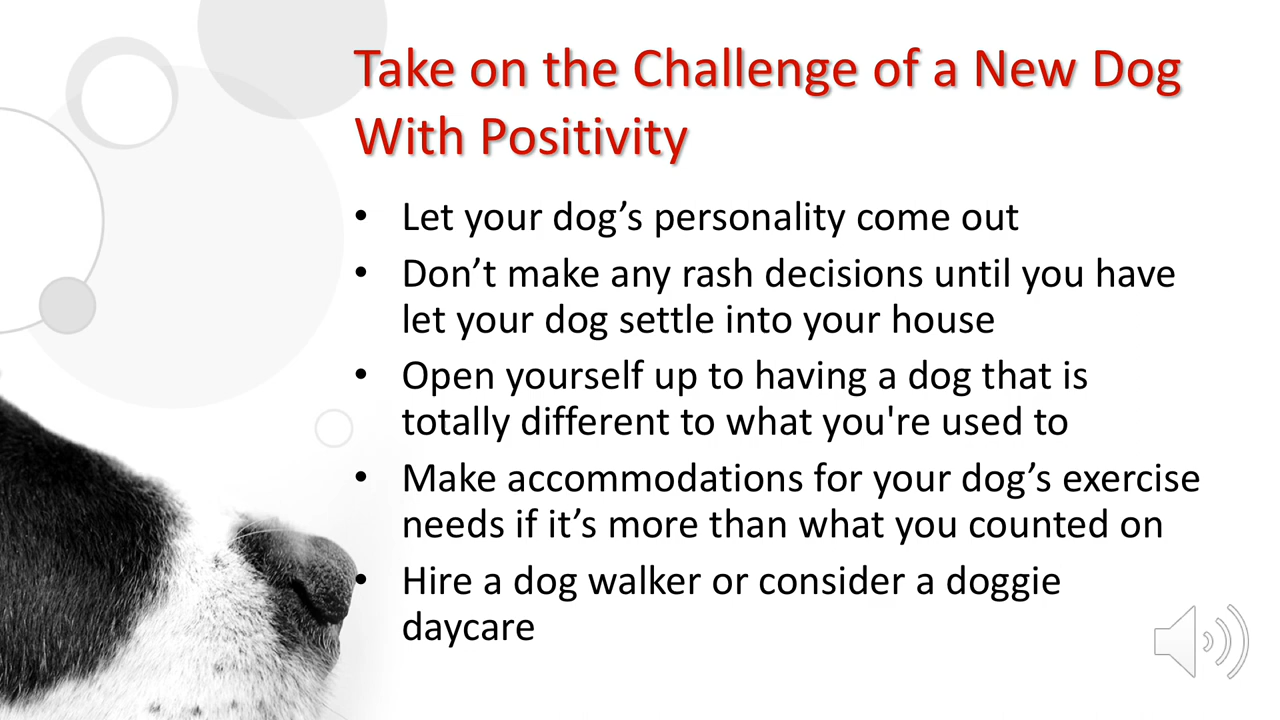 Take on the Challenge of a New Dog
With Positivity
• Let your dog’s personality come out
• Don’t make any rash decisions until you have
let your dog settle into your house
• Open yourself up to having a dog that is
totally different to what you're used to
• Make accommodations for your dog’s exercise
needs if it’s more than what you counted on
• Hire a dog walker or consider a doggie
daycare